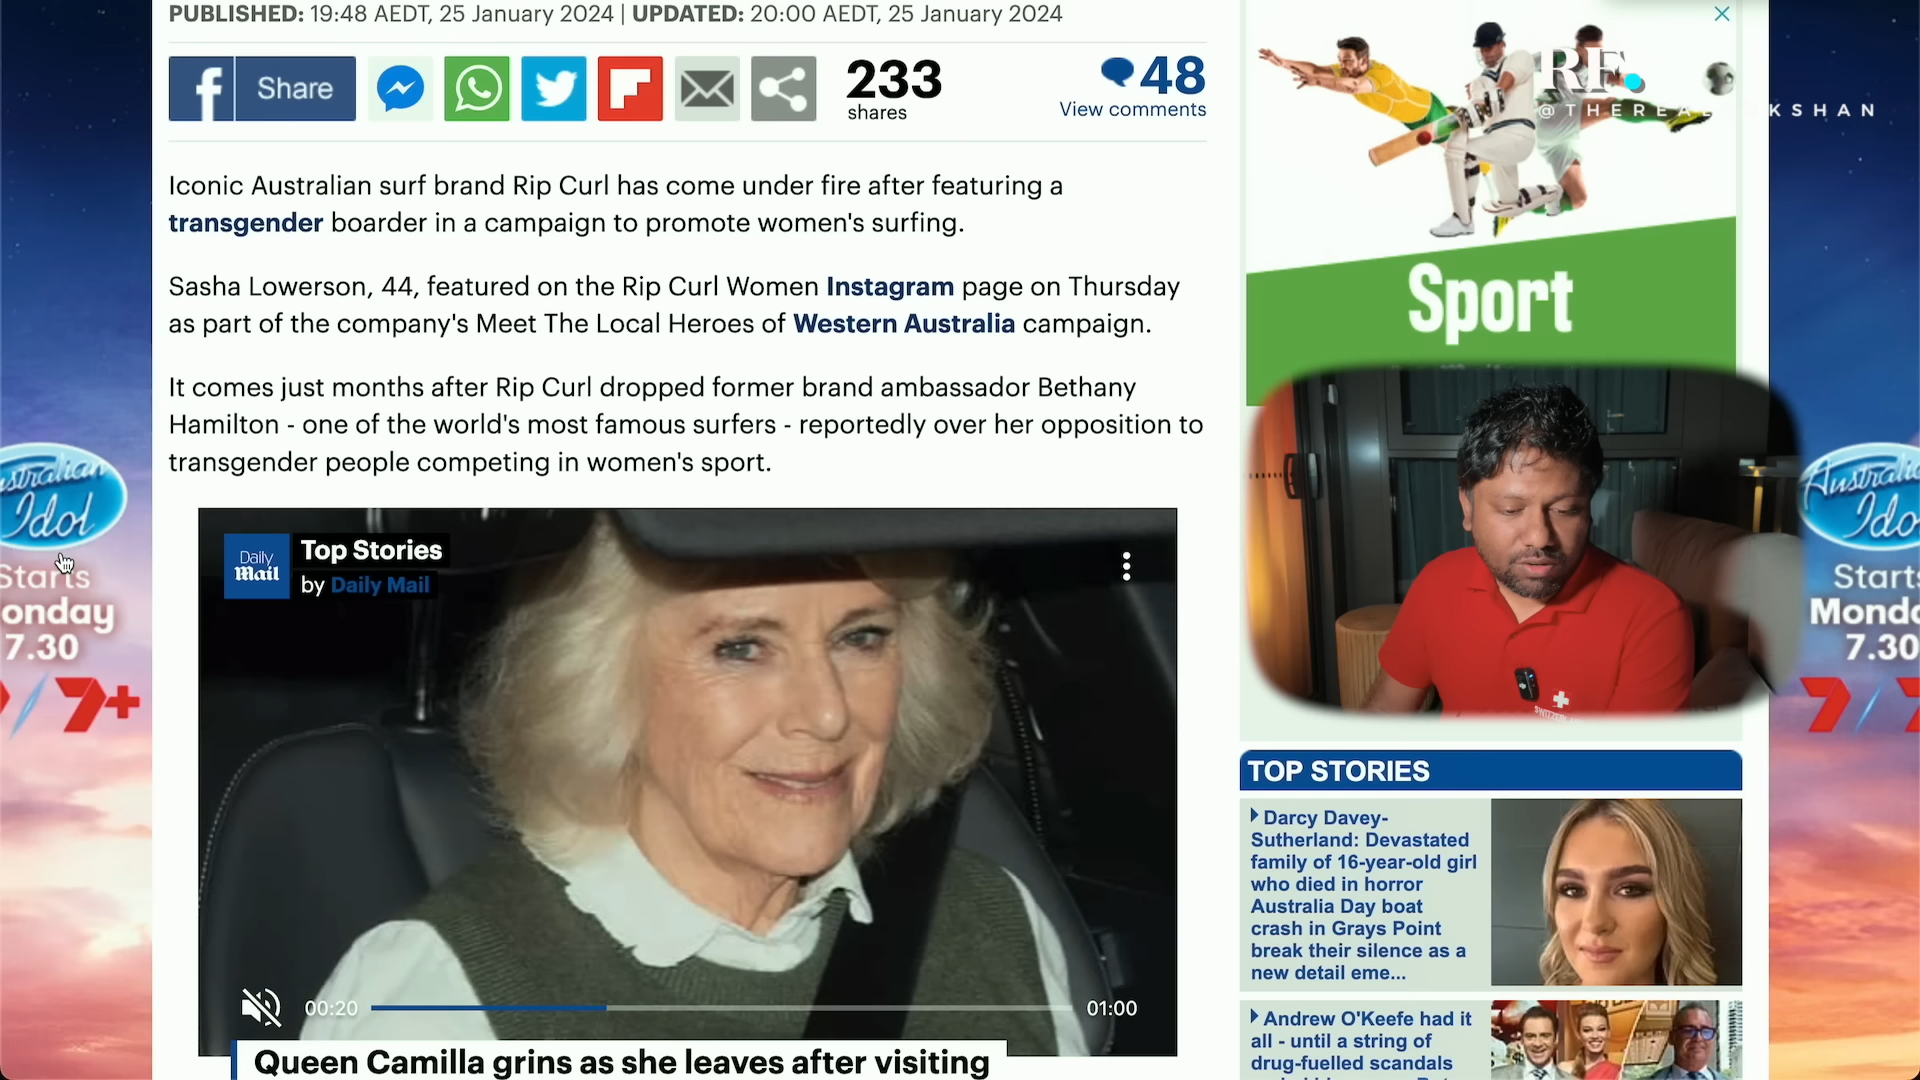 PUBLISHED: 19:48 AEDT, 25 January 2024 | UPDATED: 20:00 AEDT, 25 January 2024
Share
233
shares
48
View comments
Iconic Australian surf brand Rip Curl has come under fire after featuring a
transgender boarder in a campaign to promote women's surfing.
Sasha Lowerson, 44, featured on the Rip Curl Women Instagram page on Thursday
as part of the company's Meet The Local Heroes of Western Australia campaign.
It comes just months after Rip Curl dropped former brand ambassador Bethany
Hamilton - one of the world's most famous surfers - reportedly over her opposition to
transgender people competing in women's sport.
Daily
Mail
Top Stories
by Daily Mail
00:20
01:00
Queen Camilla grins as she leaves after visiting
RF.
Sport
TOP STORIES
Darcy Davey-
Sutherland: Devastated
family of 16-year-old girl
who died in horror
Australia Day boat
crash in Grays Point
break their silence as a
new detail eme...
Andrew O'Keefe had it
all - until a string of
drug-fuelled scandals
Idol
Starts
7.30
7+
Australian
Idol
Starts
7.30
7